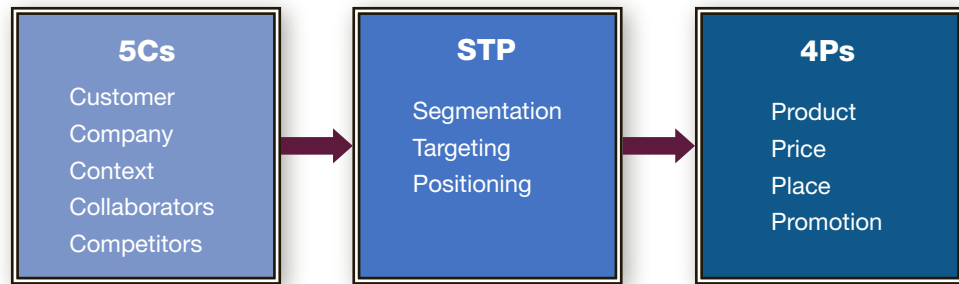 5Cs
Customer
Company
Context
Collaborators
Competitors
STP
Segmentation
Targeting
Positioning
4Ps
Product
Price
Place
Promotion